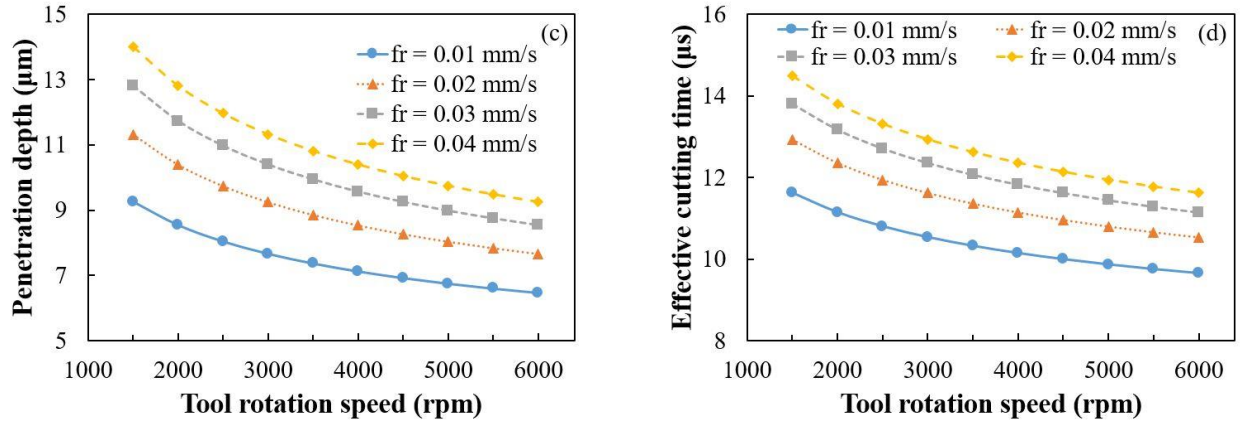 15
13
11
9
7
5
Penetration depth (μm)
(c)
fr = 0.01 mm/s
fr = 0.02 mm/s
fr = 0.03 mm/s
fr = 0.04 mm/s
1000 2000 3000 4000 5000 6000
Tool rotation speed (rpm)
16
14
12
10
8
Effective cutting time (μs)
fr = 0.01 mm/s fr = 0.02 mm/s (d)
fr = 0.03 mm/s fr = 0.04 mm/s
1000 2000 3000 4000 5000 6000
Tool rotation speed (rpm)